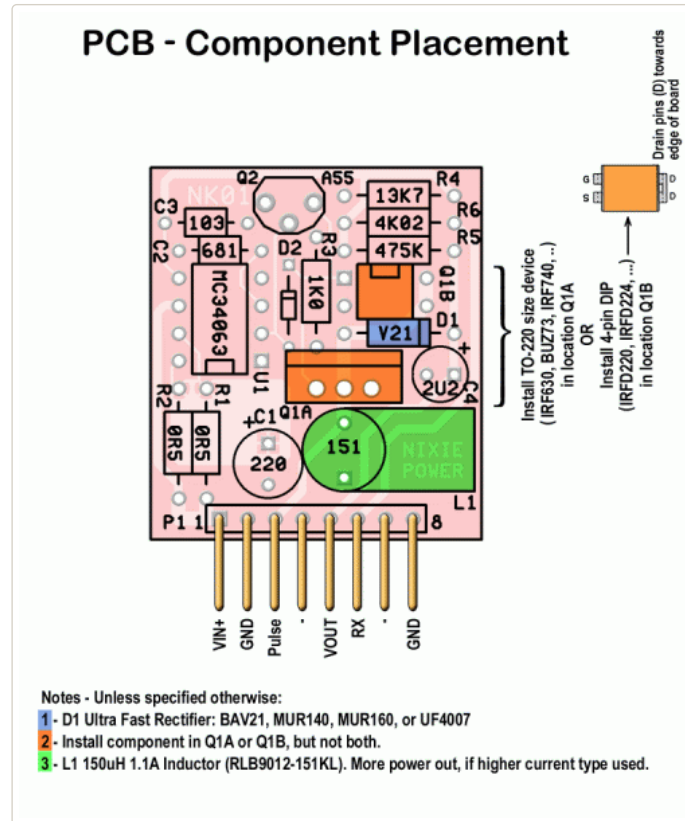 PCB - Component Placement
Drain pins (D) towards
edge of board
G
D
S
D
NK01
Q2
A55
R4
13K7
C3
103
R6
4K02
C2
681
D2
R3
R5
475K
MC34063
1K0
Q1B
D1
V21
+
U1
2U2
C4
Install TO-220 size device
(IRF630, BUZ73, IRF740, ..)
in location Q1A
OR
Install 4-pin DIP
(IRFD220, IRFD224, ...)
in location Q1B
R2
R1
Q1A
+C1
0R5
0R5
220
151
NIXIE
POWER
L1
P1 1
8
VIN+
GND
Pulse
-
VOUT
RX
-
GND
Notes - Unless specified otherwise:
1 - D1 Ultra Fast Rectifier: BAV21, MUR140, MUR160, or UF4007
2 - Install component in Q1A or Q1B, but not both.
3 - L1 150uH 1.1A Inductor (RLB9012-151KL). More power out, if higher current type used.